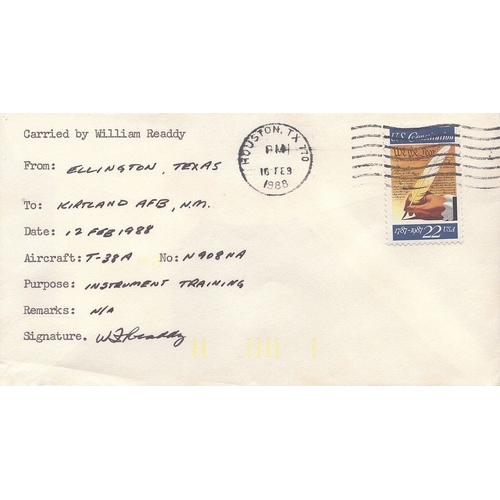 Carried by William Readdy
From: ELLINGTON, TEXAS
To: KIRTLAND AFB, N.M.
Date: 12 FEB 1988
Aircraft: T-38A No: N908NA
Purpose: INSTRUMENT TRAINING
Remarks: N/A
Signature. WFReaddy
HOUSTON, TX 770
PM
16 FEB
1988
US Constitution
We the People
1787-1987 22 USA